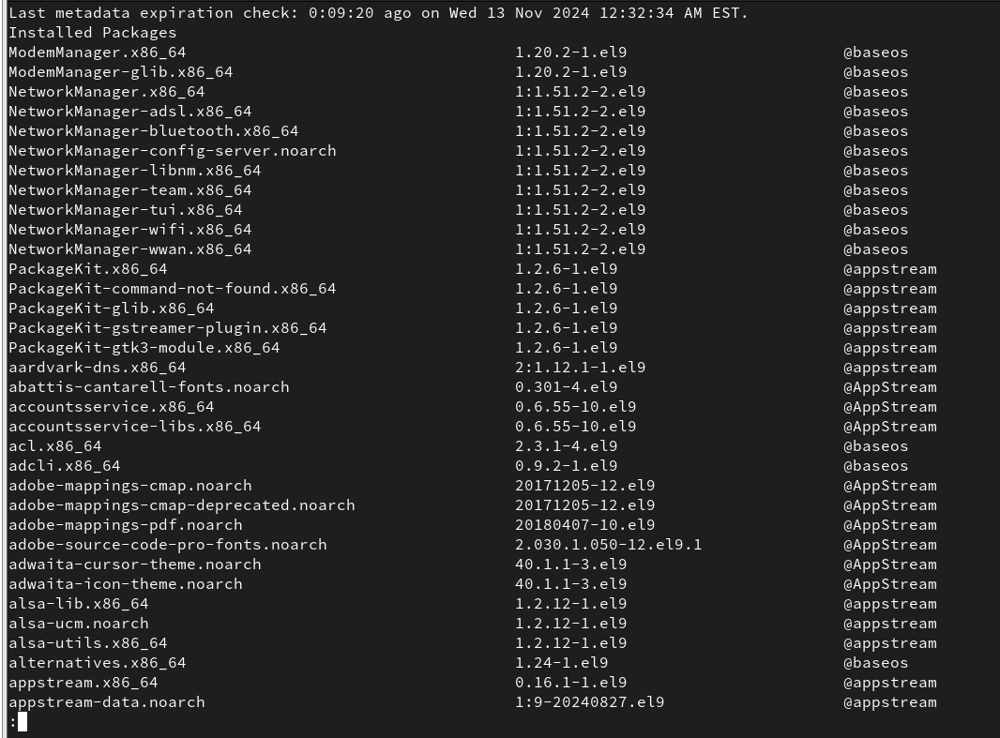 Last metadata expiration check: 0:09:20 ago on Wed 13 Nov 2024 12:32:34 AM EST.
Installed Packages
ModemManager.x86_64 1.20.2-1.el9 @baseos
ModemManager-glib.x86_64 1.20.2-1.el9 @baseos
NetworkManager.x86_64 1:1.51.2-2.el9 @baseos
NetworkManager-adsl.x86_64 1:1.51.2-2.el9 @baseos
NetworkManager-bluetooth.x86_64 1:1.51.2-2.el9 @baseos
NetworkManager-config-server.noarch 1:1.51.2-2.el9 @baseos
NetworkManager-libnm.x86_64 1:1.51.2-2.el9 @baseos
NetworkManager-team.x86_64 1:1.51.2-2.el9 @baseos
NetworkManager-tui.x86_64 1:1.51.2-2.el9 @baseos
NetworkManager-wifi.x86_64 1:1.51.2-2.el9 @baseos
NetworkManager-wwan.x86_64 1:1.51.2-2.el9 @baseos
PackageKit.x86_64 1.2.6-1.el9 @appstream
PackageKit-command-not-found.x86_64 1.2.6-1.el9 @appstream
PackageKit-glib.x86_64 1.2.6-1.el9 @appstream
PackageKit-gstreamer-plugin.x86_64 1.2.6-1.el9 @appstream
PackageKit-gtk3-module.x86_64 1.2.6-1.el9 @appstream
aardvark-dns.x86_64 2:1.12.1-1.el9 @appstream
abattis-cantarell-fonts.noarch 0.301-4.el9 @AppStream
accountsservice.x86_64 0.6.55-10.el9 @AppStream
accountsservice-libs.x86_64 0.6.55-10.el9 @AppStream
acl.x86_64 2.3.1-4.el9 @baseos
adcli.x86_64 0.9.2-1.el9 @baseos
adobe-mappings-cmap.noarch 20171205-12.el9 @AppStream
adobe-mappings-cmap-deprecated.noarch 20171205-12.el9 @AppStream
adobe-mappings-pdf.noarch 20180407-10.el9 @AppStream
adobe-source-code-pro-fonts.noarch 2.030.1.050-12.el9.1 @AppStream
adwaita-cursor-theme.noarch 40.1.1-3.el9 @AppStream
adwaita-icon-theme.noarch 40.1.1-3.el9 @AppStream
alsa-lib.x86_64 1.2.12-1.el9 @appstream
alsa-ucm.noarch 1.2.12-1.el9 @appstream
alsa-utils.x86_64 1.2.12-1.el9 @appstream
alternatives.x86_64 1.24-1.el9 @baseos
appstream.x86_64 0.16.1-1.el9 @appstream
appstream-data.noarch 1:9-20240827.el9 @appstream
: